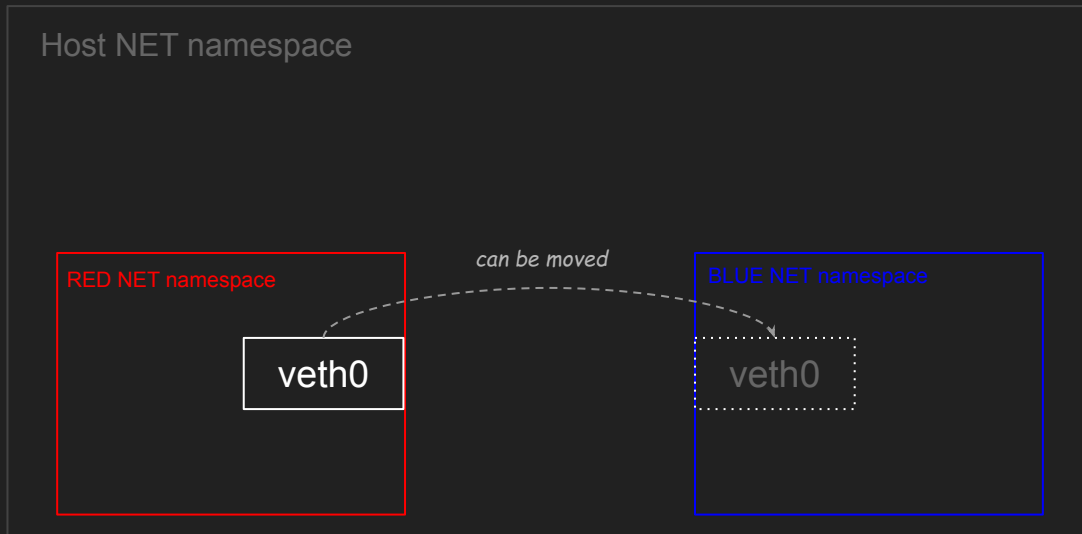 Host NET namespace
can be moved
RED NET namespace
BLUE NET namespace
veth0
veth0